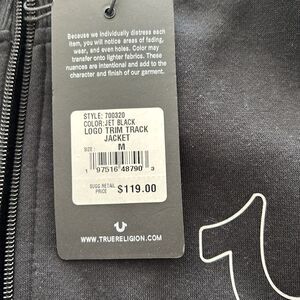 Because we individually distress each
item, you will notice areas of fading,
wear, and even holes. Color may
transfer onto lighter fabrics. These
nuances are intentional and add to the
character and finish of our garment.
STYLE: 700320
COLOR:JET BLACK
LOGO TRIM TRACK
JACKET
SIZE: M
1 97516 48790 3
SUGG.RETAIL
PRICE $119.00
WWW.TRUERELIGION.COM